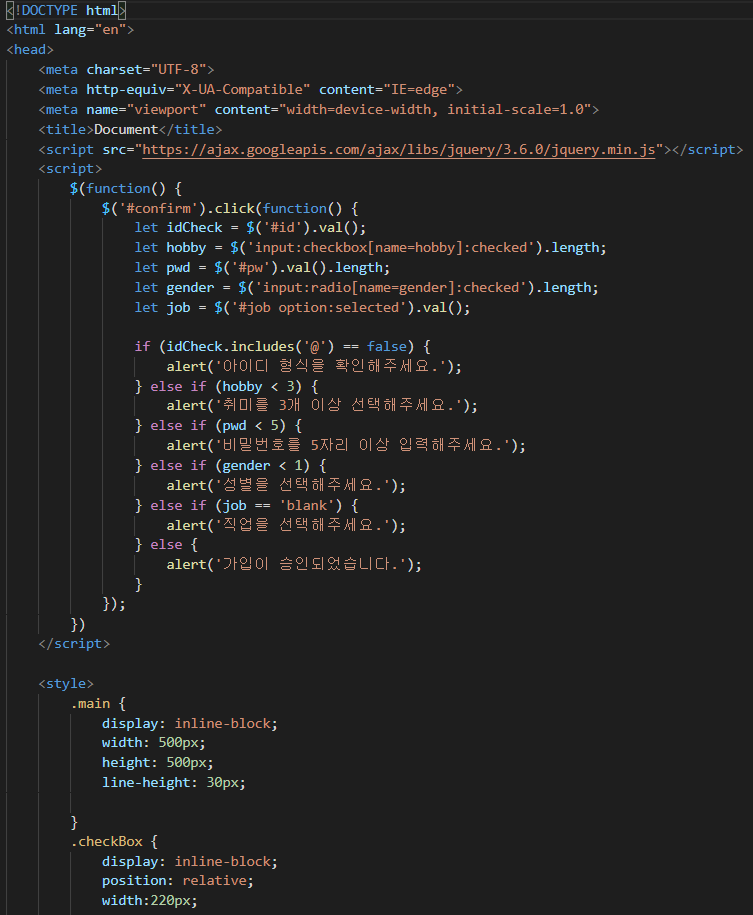 <!DOCTYPE html>
<html lang="en">
<head>
    <meta charset="UTF-8">
    <meta http-equiv="X-UA-Compatible" content="IE=edge">
    <meta name="viewport" content="width=device-width, initial-scale=1.0">
    <title>Document</title>
    <script src="https://ajax.googleapis.com/ajax/libs/jquery/3.6.0/jquery.min.js"></script>
    <script>
        $(function() {
            $('#confirm').click(function() {
                let idCheck = $('#id').val();
                let hobby = $('input:checkbox[name=hobby]:checked').length;
                let pwd = $('#pw').val().length;
                let gender = $('input:radio[name=gender]:checked').length;
                let job = $('#job option:selected').val();

                if (idCheck.includes('@') == false) {
                    alert('아이디 형식을 확인해주세요.');
                } else if (hobby < 3) {
                    alert('취미를 3개 이상 선택해주세요.');
                } else if (pwd < 5) {
                    alert('비밀번호를 5자리 이상 입력해주세요.');
                } else if (gender < 1) {
                    alert('성별을 선택해주세요.');
                } else if (job == 'blank') {
                    alert('직업을 선택해주세요.');
                } else {
                    alert('가입이 승인되었습니다.');
                }
            });
        })
    </script>

    <style>
        .main {
            display: inline-block;
            width: 500px;
            height: 500px;
            line-height: 30px;

        }
        .checkBox {
            display: inline-block;
            position: relative;
            width:220px;